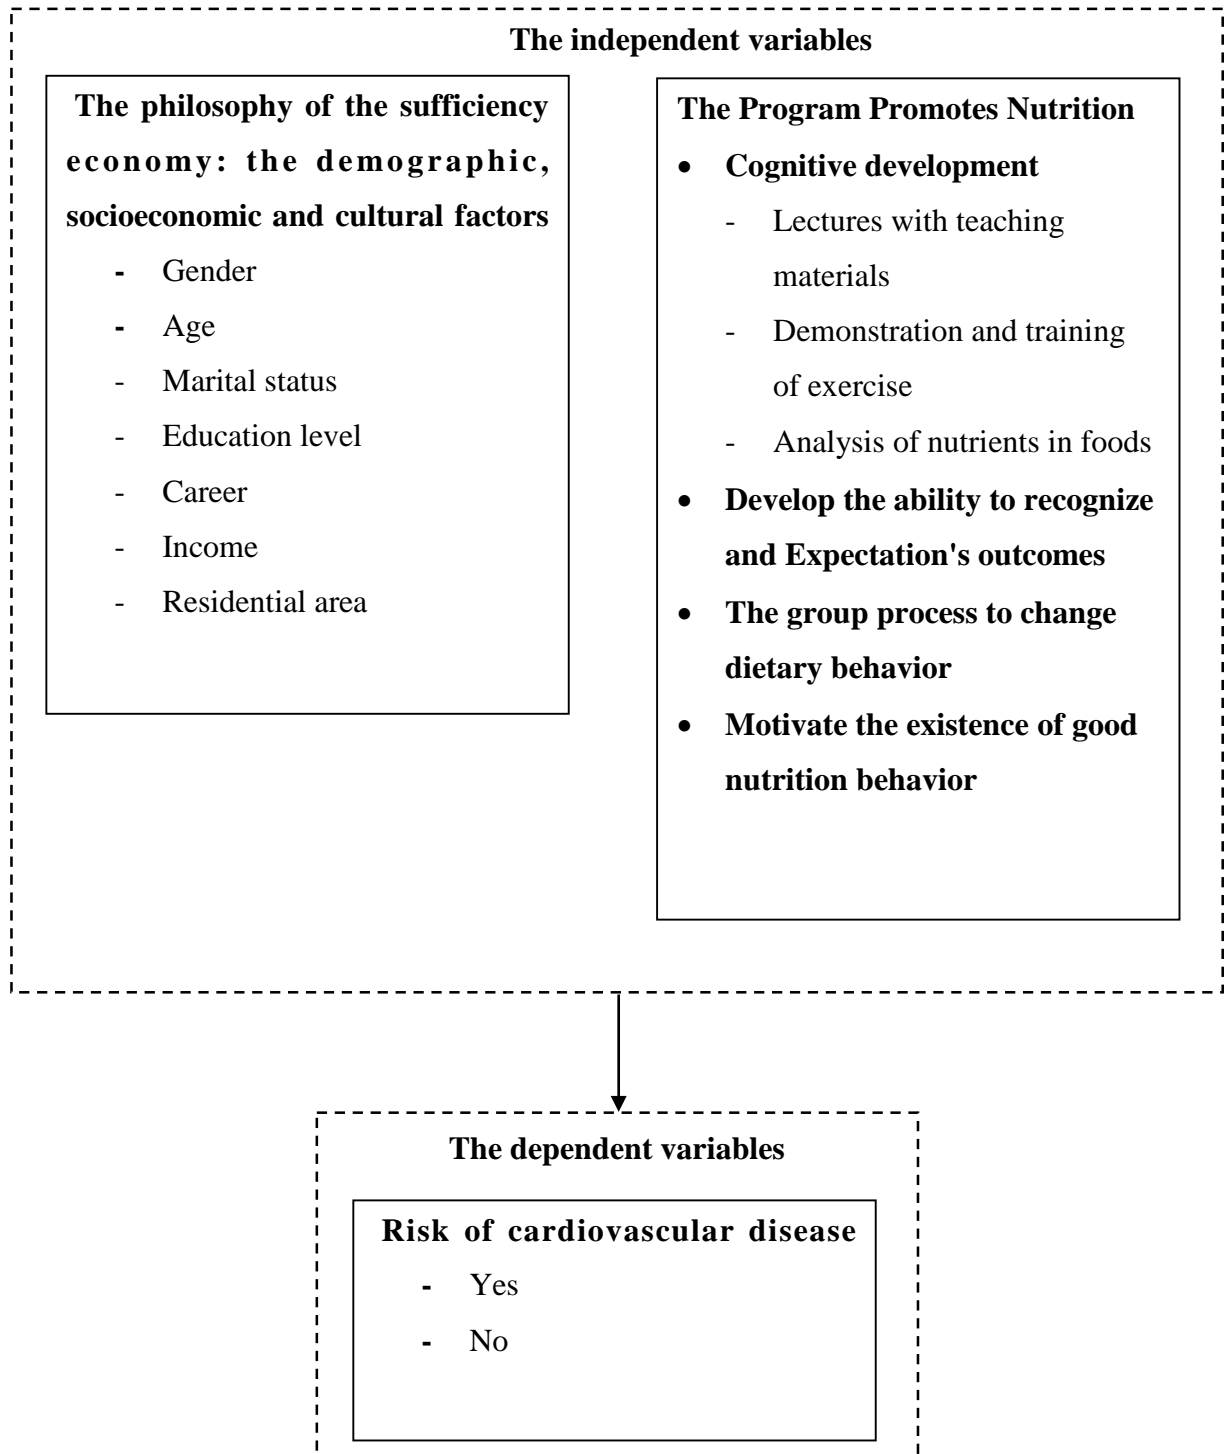 The independent variables
The philosophy of the sufficiency
economy: the demographic,
socioeconomic and cultural factors
- Gender
- Age
- Marital status
- Education level
- Career
- Income
- Residential area
The Program Promotes Nutrition
• Cognitive development
- Lectures with teaching
materials
- Demonstration and training
of exercise
- Analysis of nutrients in foods
• Develop the ability to recognize
and Expectation's outcomes
• The group process to change
dietary behavior
• Motivate the existence of good
nutrition behavior
The dependent variables
Risk of cardiovascular disease
- Yes
- No